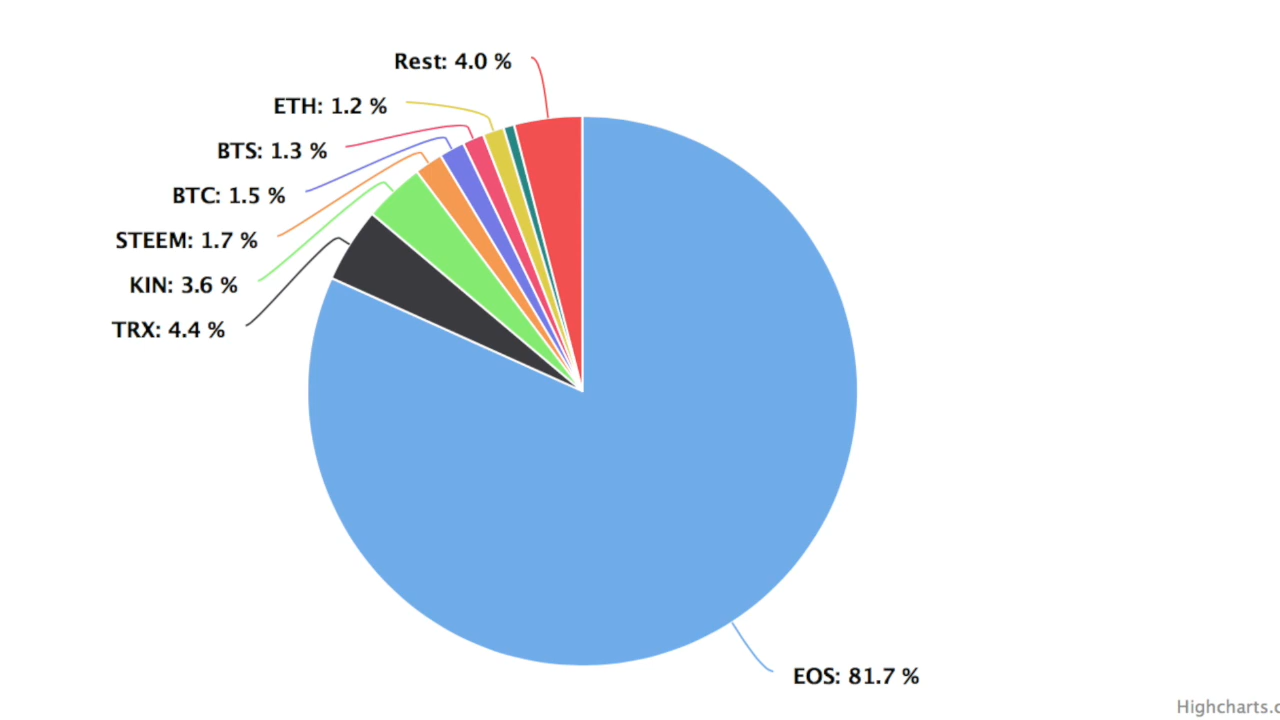 Rest: 4.0 %
ETH: 1.2 %
BTS: 1.3 %
BTC: 1.5 %
STEEM: 1.7 %
KIN: 3.6 %
TRX: 4.4 %
EOS: 81.7 %
Highcharts.c